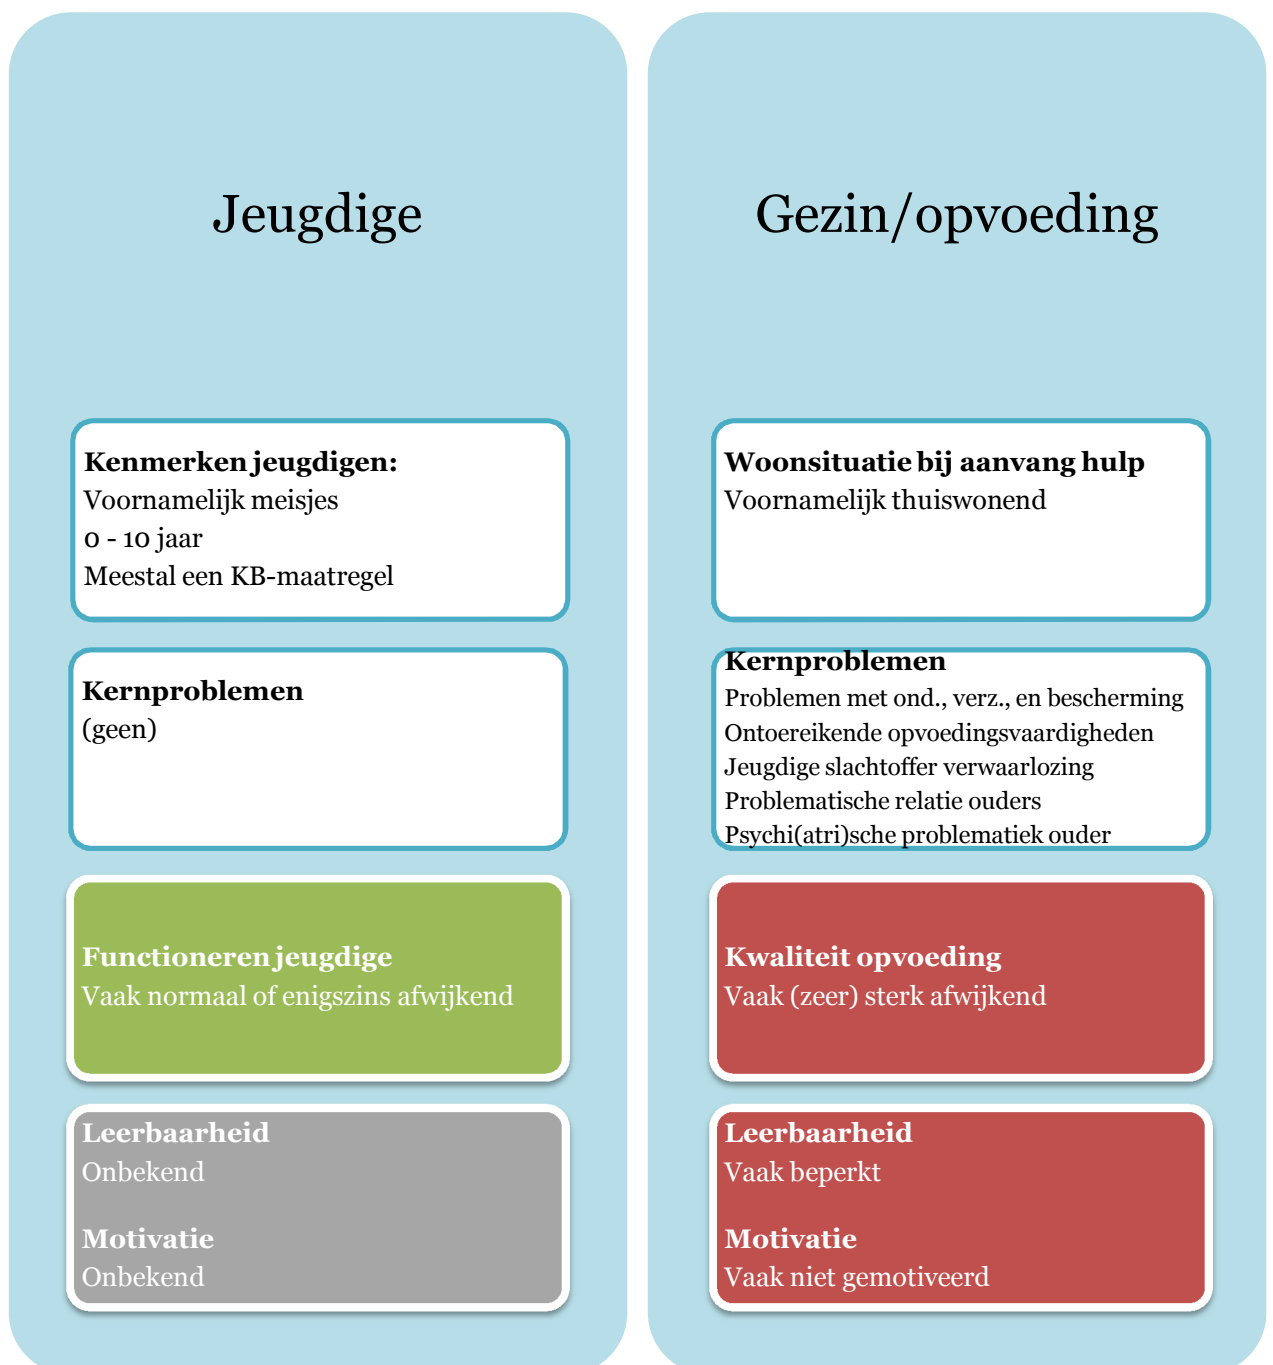 Jeugdige
Kenmerken jeugdigen:
Voornamelijk meisjes
0 - 10 jaar
Meestal een KB-maatregel
Kernproblemen
(geen)
Functioneren jeugdige
Vaak normaal of enigszins afwijkend
Leerbaarheid
Onbekend
Motivatie
Onbekend
Gezin/opvoeding
Woonsituatie bij aanvang hulp
Voornamelijk thuiswonend
Kernproblemen
Problemen met ond., verz., en bescherming
Ontoereikende opvoedingsvaardigheden
Jeugdige slachtoffer verwaarlozing
Problematische relatie ouders
Psychi(atri)sche problematiek ouder
Kwaliteit opvoeding
Vaak (zeer) sterk afwijkend
Leerbaarheid
Vaak beperkt
Motivatie
Vaak niet gemotiveerd